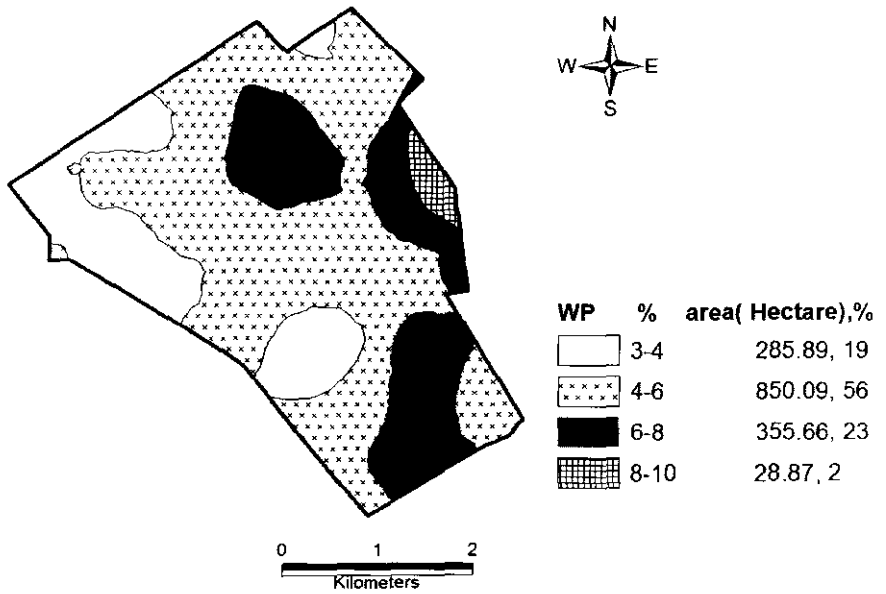 N
W E
S
WP % area( Hectare),%
3-4 285.89, 19
4-6 850.09, 56
6-8 355.66, 23
8-10 28.87, 2
0 1 2
Kilometers